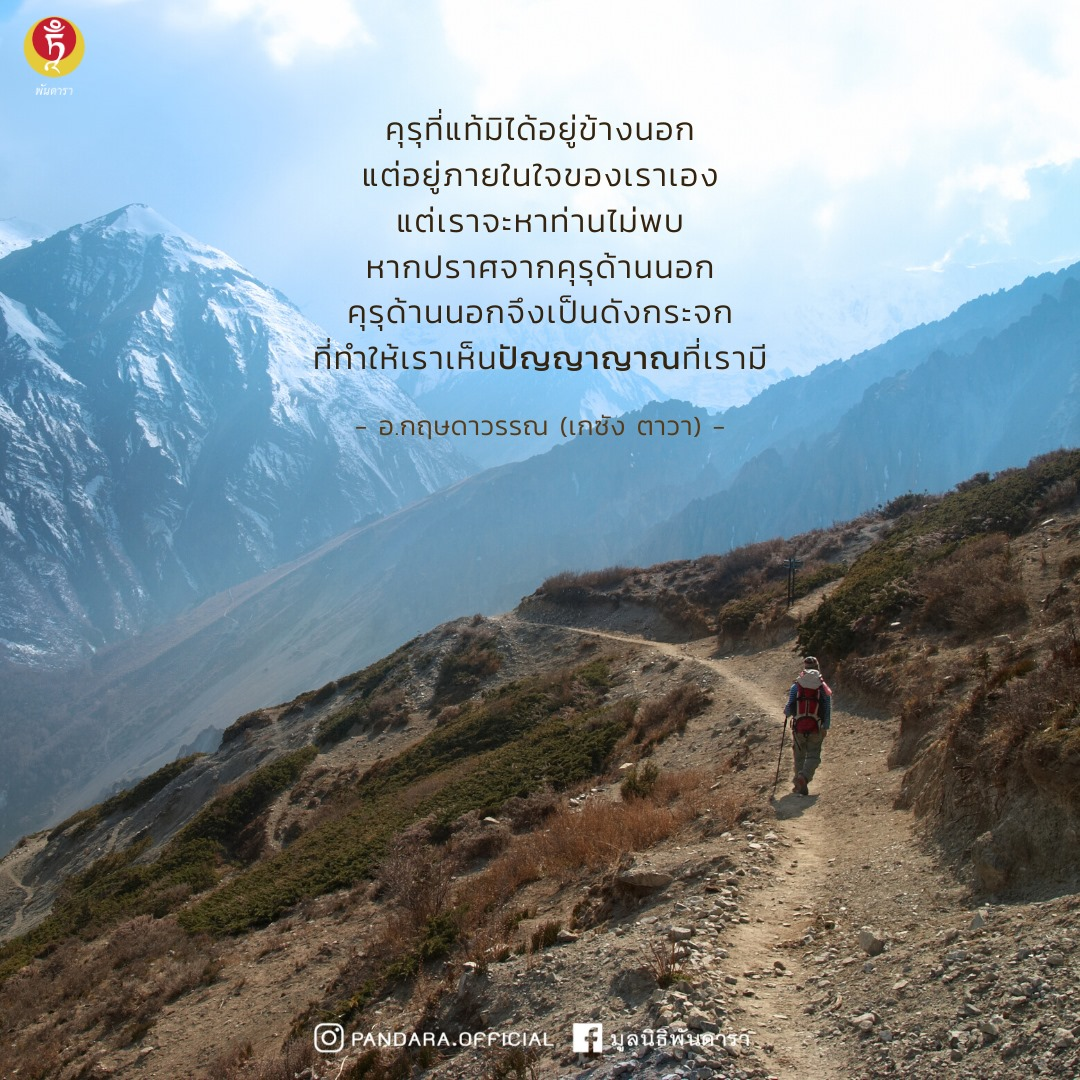 พันดารา
คุรุที่แท้มิได้อยู่ข้างนอก
แต่อยู่ภายในใจของเราเอง
แต่เราจะหาท่านไม่พบ
หากปราศจากคุรุด้านนอก
คุรุด้านนอกจึงเป็นดังกระจก
ที่ทำให้เราเห็นปัญญาญาณที่เรามี
- อ.กฤษดาวรรณ (เกซัง ตาวา) -
PANDARA.OFFICIAL มูลนิธิพันดารา